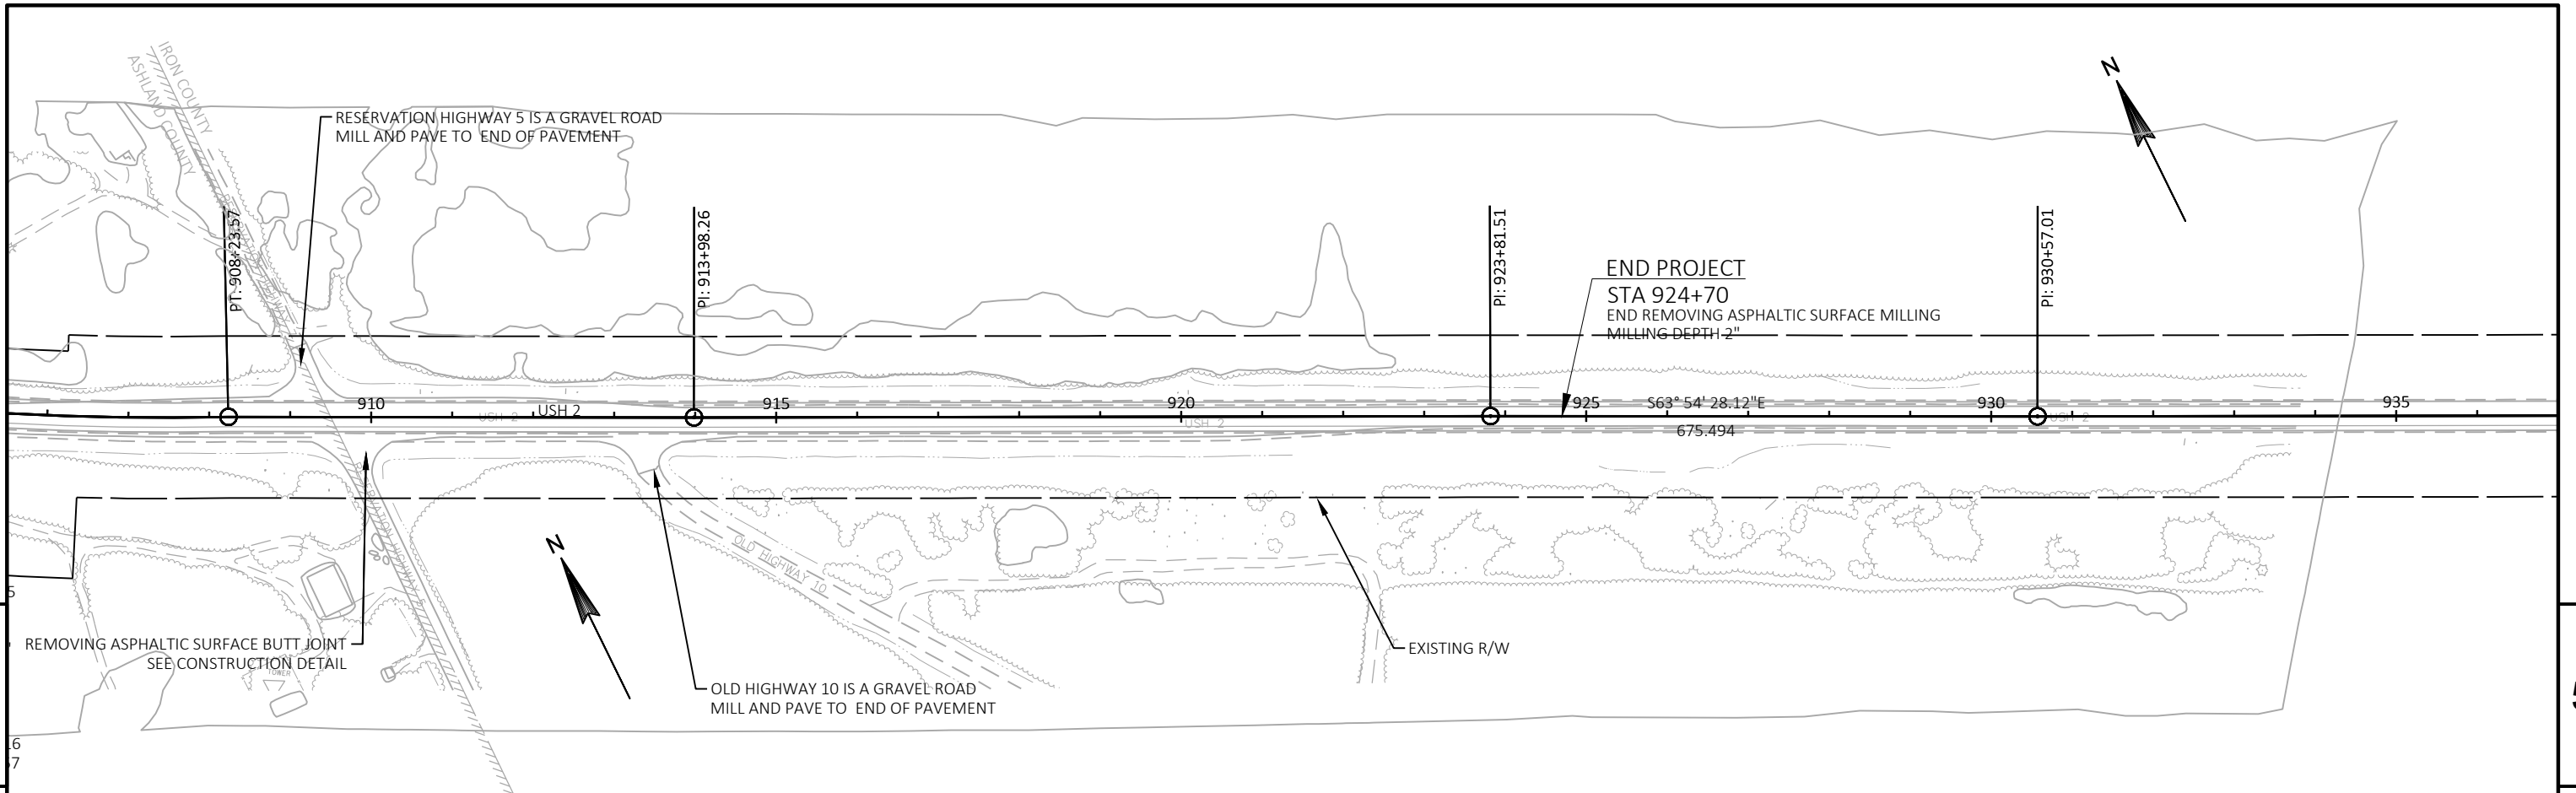 IRON COUNTY
ASHLAND COUNTY
N
RESERVATION HIGHWAY 5 IS A GRAVEL ROAD
MILL AND PAVE TO END OF PAVEMENT
PT: 908+23.57
PI: 913+98.26
PI: 923+81.51
PI: 930+57.01
END PROJECT
STA 924+70
END REMOVING ASPHALTIC SURFACE MILLING
MILLING DEPTH 2"
910
USH 2
USH 2
915
920
USH 2
925
S63° 54' 28.12"E
675.494
930
USH 2
935
OLD HIGHWAY 10
N
REMOVING ASPHALTIC SURFACE BUTT JOINT
SEE CONSTRUCTION DETAIL
TOWER
EXISTING R/W
OLD HIGHWAY 10 IS A GRAVEL ROAD
MILL AND PAVE TO END OF PAVEMENT